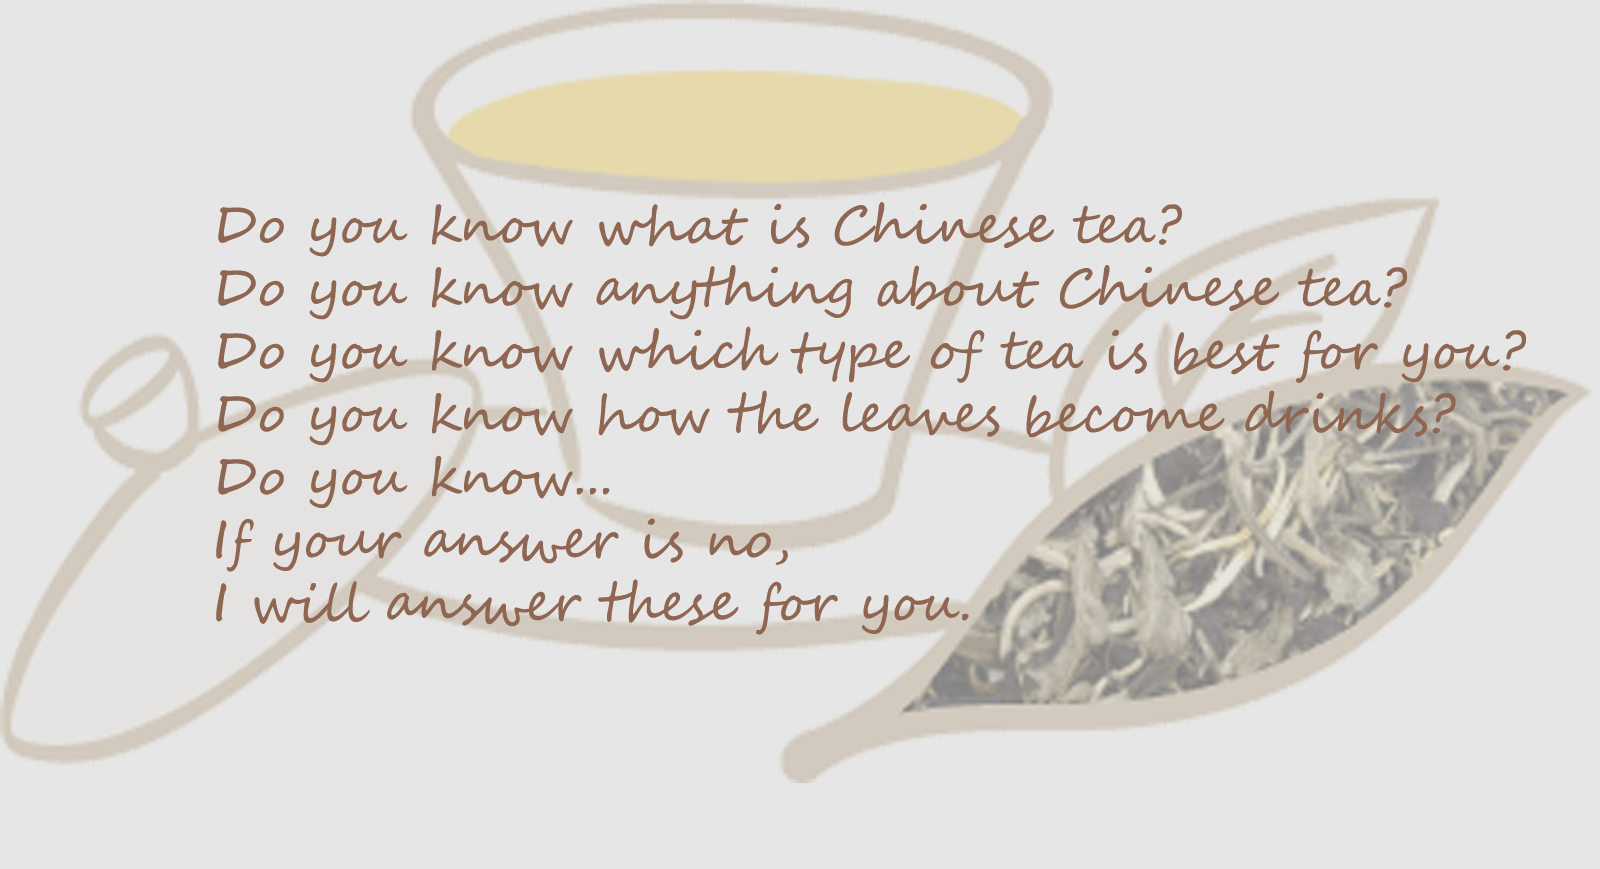 Do you know what is Chinese tea?
Do you know anything about Chinese tea?
Do you know which type of tea is best for you?
Do you know how the leaves become drinks?
Do you know...
If your answer is no,
I will answer these for you.